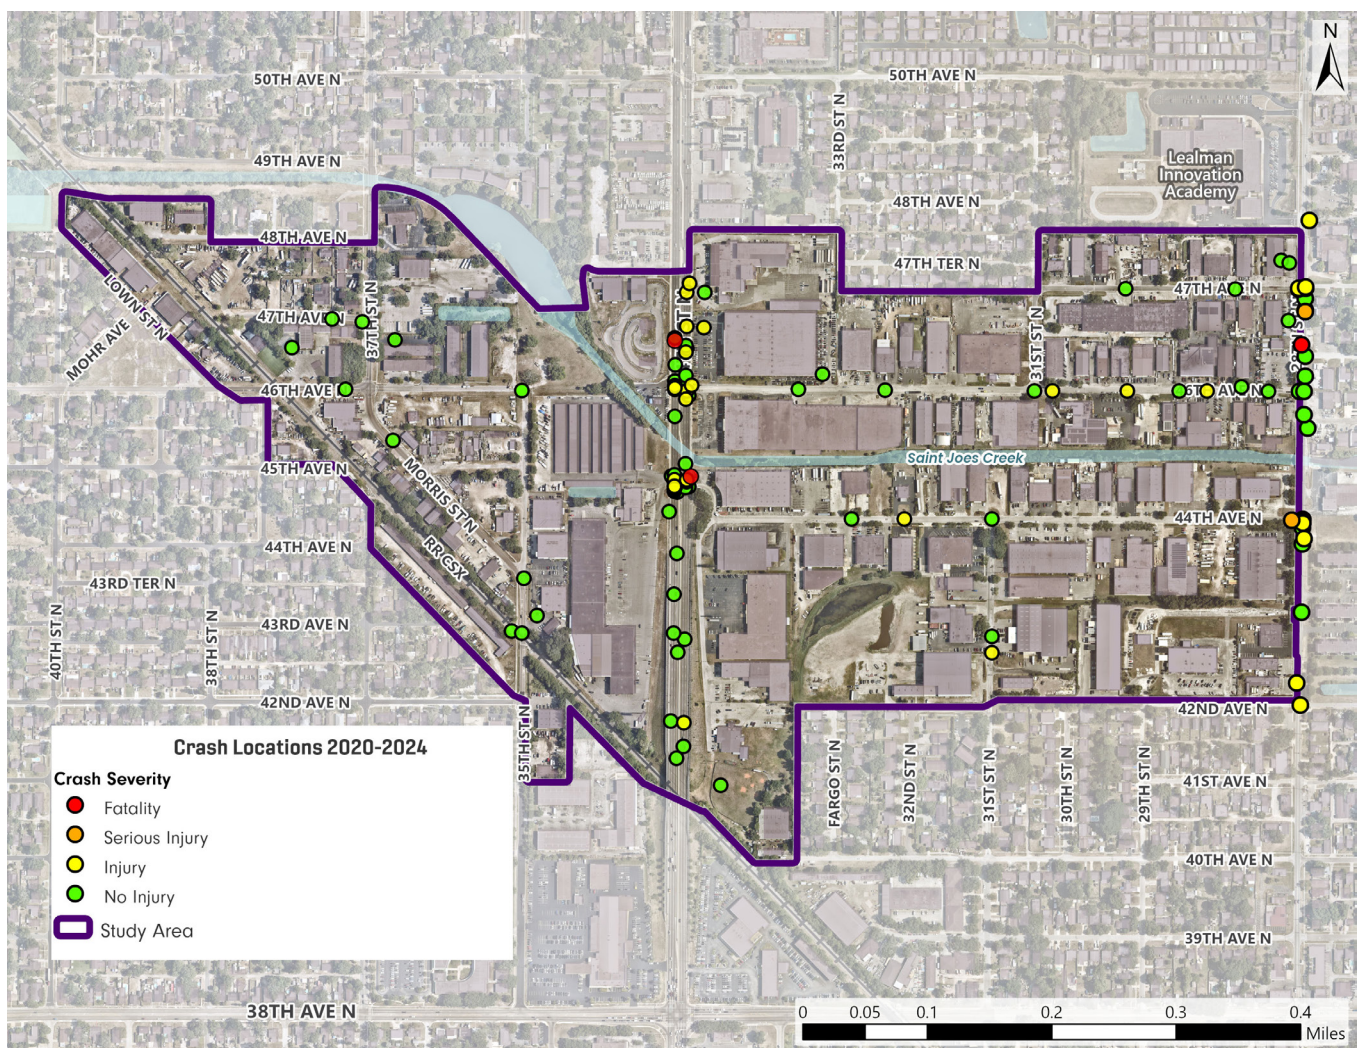 N
50TH AVE N
50TH AVE N
33RD ST N
49TH AVE N
Lealman
Innovation
Academy
48TH AVE N
48TH AVE N
47TH TER N
LOWN ST N
MOHR AVE
47TH AVE N
37TH ST N
47TH AVE N
31ST ST N
46TH AVE N
46TH AVE N
Saint Joes Creek
45TH AVE N
MORRIS ST N
44TH AVE N
RR CSX
44TH AVE N
43RD TER N
40TH ST N
38TH ST N
43RD AVE N
42ND AVE N
42ND AVE N
35TH ST N
FARGO ST N
32ND ST N
31ST ST N
30TH ST N
29TH ST N
41ST AVE N
40TH AVE N
39TH AVE N
38TH AVE N
Crash Locations 2020-2024
Crash Severity
Fatality
Serious Injury
Injury
No Injury
Study Area
0 0.05 0.1 0.2 0.3 0.4
Miles